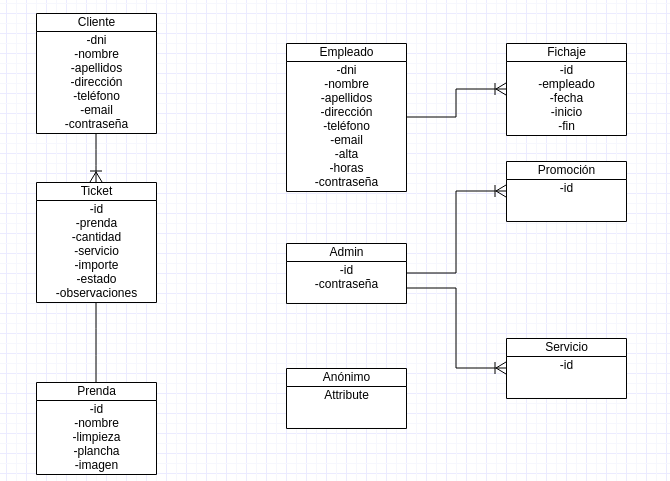 Cliente
-dni
-nombre
-apellidos
-dirección
-teléfono
-email
-contraseña
Ticket
-id
-prenda
-cantidad
-servicio
-importe
-estado
-observaciones
Prenda
-id
-nombre
-limpieza
-plancha
-imagen
Empleado
-dni
-nombre
-apellidos
-dirección
-teléfono
-email
-alta
-horas
-contraseña
Admin
-id
-contraseña
Anónimo
Attribute
Fichaje
-id
-empleado
-fecha
-inicio
-fin
Promoción
-id
Servicio
-id